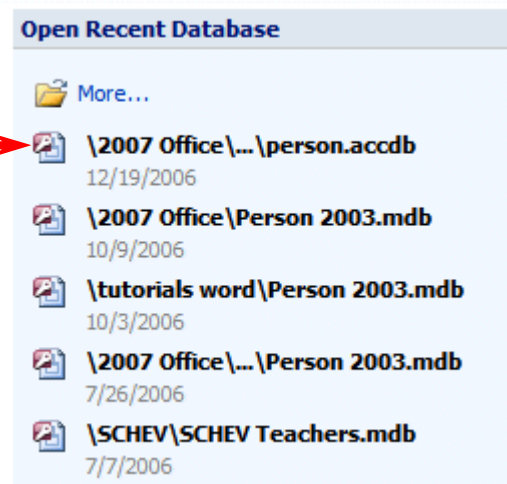 Open Recent Database
More...
\2007 Office\...\person.accdb
12/19/2006
\2007 Office\Person 2003.mdb
10/9/2006
\tutorials word\Person 2003.mdb
10/3/2006
\2007 Office\...\Person 2003.mdb
7/26/2006
\SCHEV\SCHEV Teachers.mdb
7/7/2006